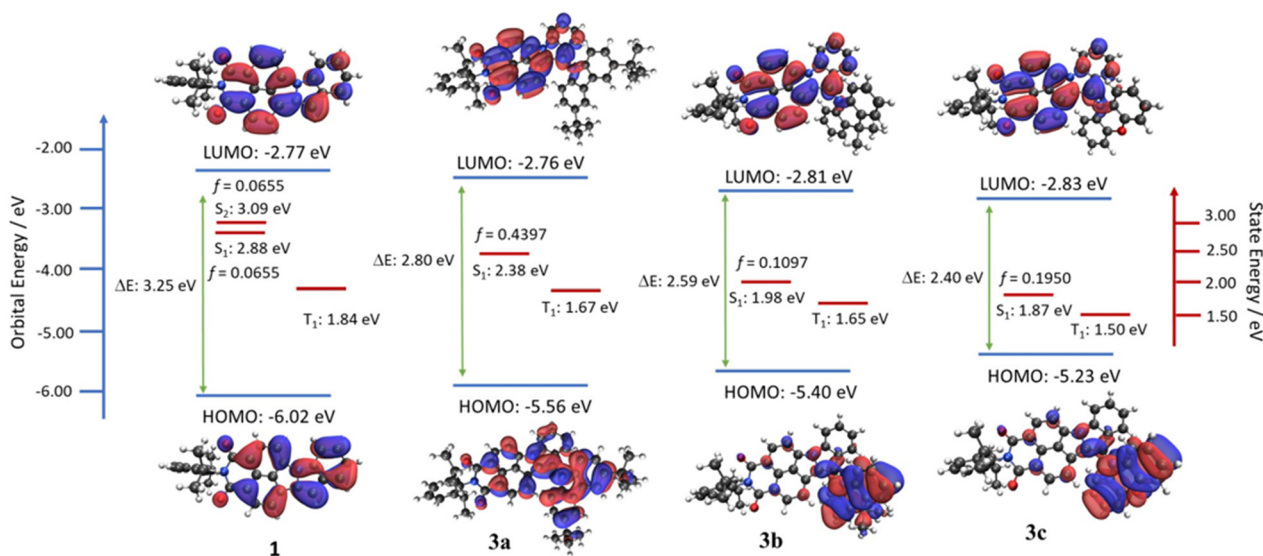 Orbital Energy / eV
-2.00
-3.00
-4.00
-5.00
-6.00
LUMO: -2.77 eV
f = 0.0655
S2: 3.09 eV
S1: 2.88 eV
f = 0.0655
ΔE: 3.25 eV
T1: 1.84 eV
HOMO: -6.02 eV
1
LUMO: -2.76 eV
f = 0.4397
ΔE: 2.80 eV
S1: 2.38 eV
T1: 1.67 eV
HOMO: -5.56 eV
3a
LUMO: -2.81 eV
f = 0.1097
ΔE: 2.59 eV
S1: 1.98 eV
T1: 1.65 eV
HOMO: -5.40 eV
3b
LUMO: -2.83 eV
ΔE: 2.40 eV
f = 0.1950
S1: 1.87 eV
T1: 1.50 eV
HOMO: -5.23 eV
3c
3.00
2.50
2.00
1.50
State Energy / eV